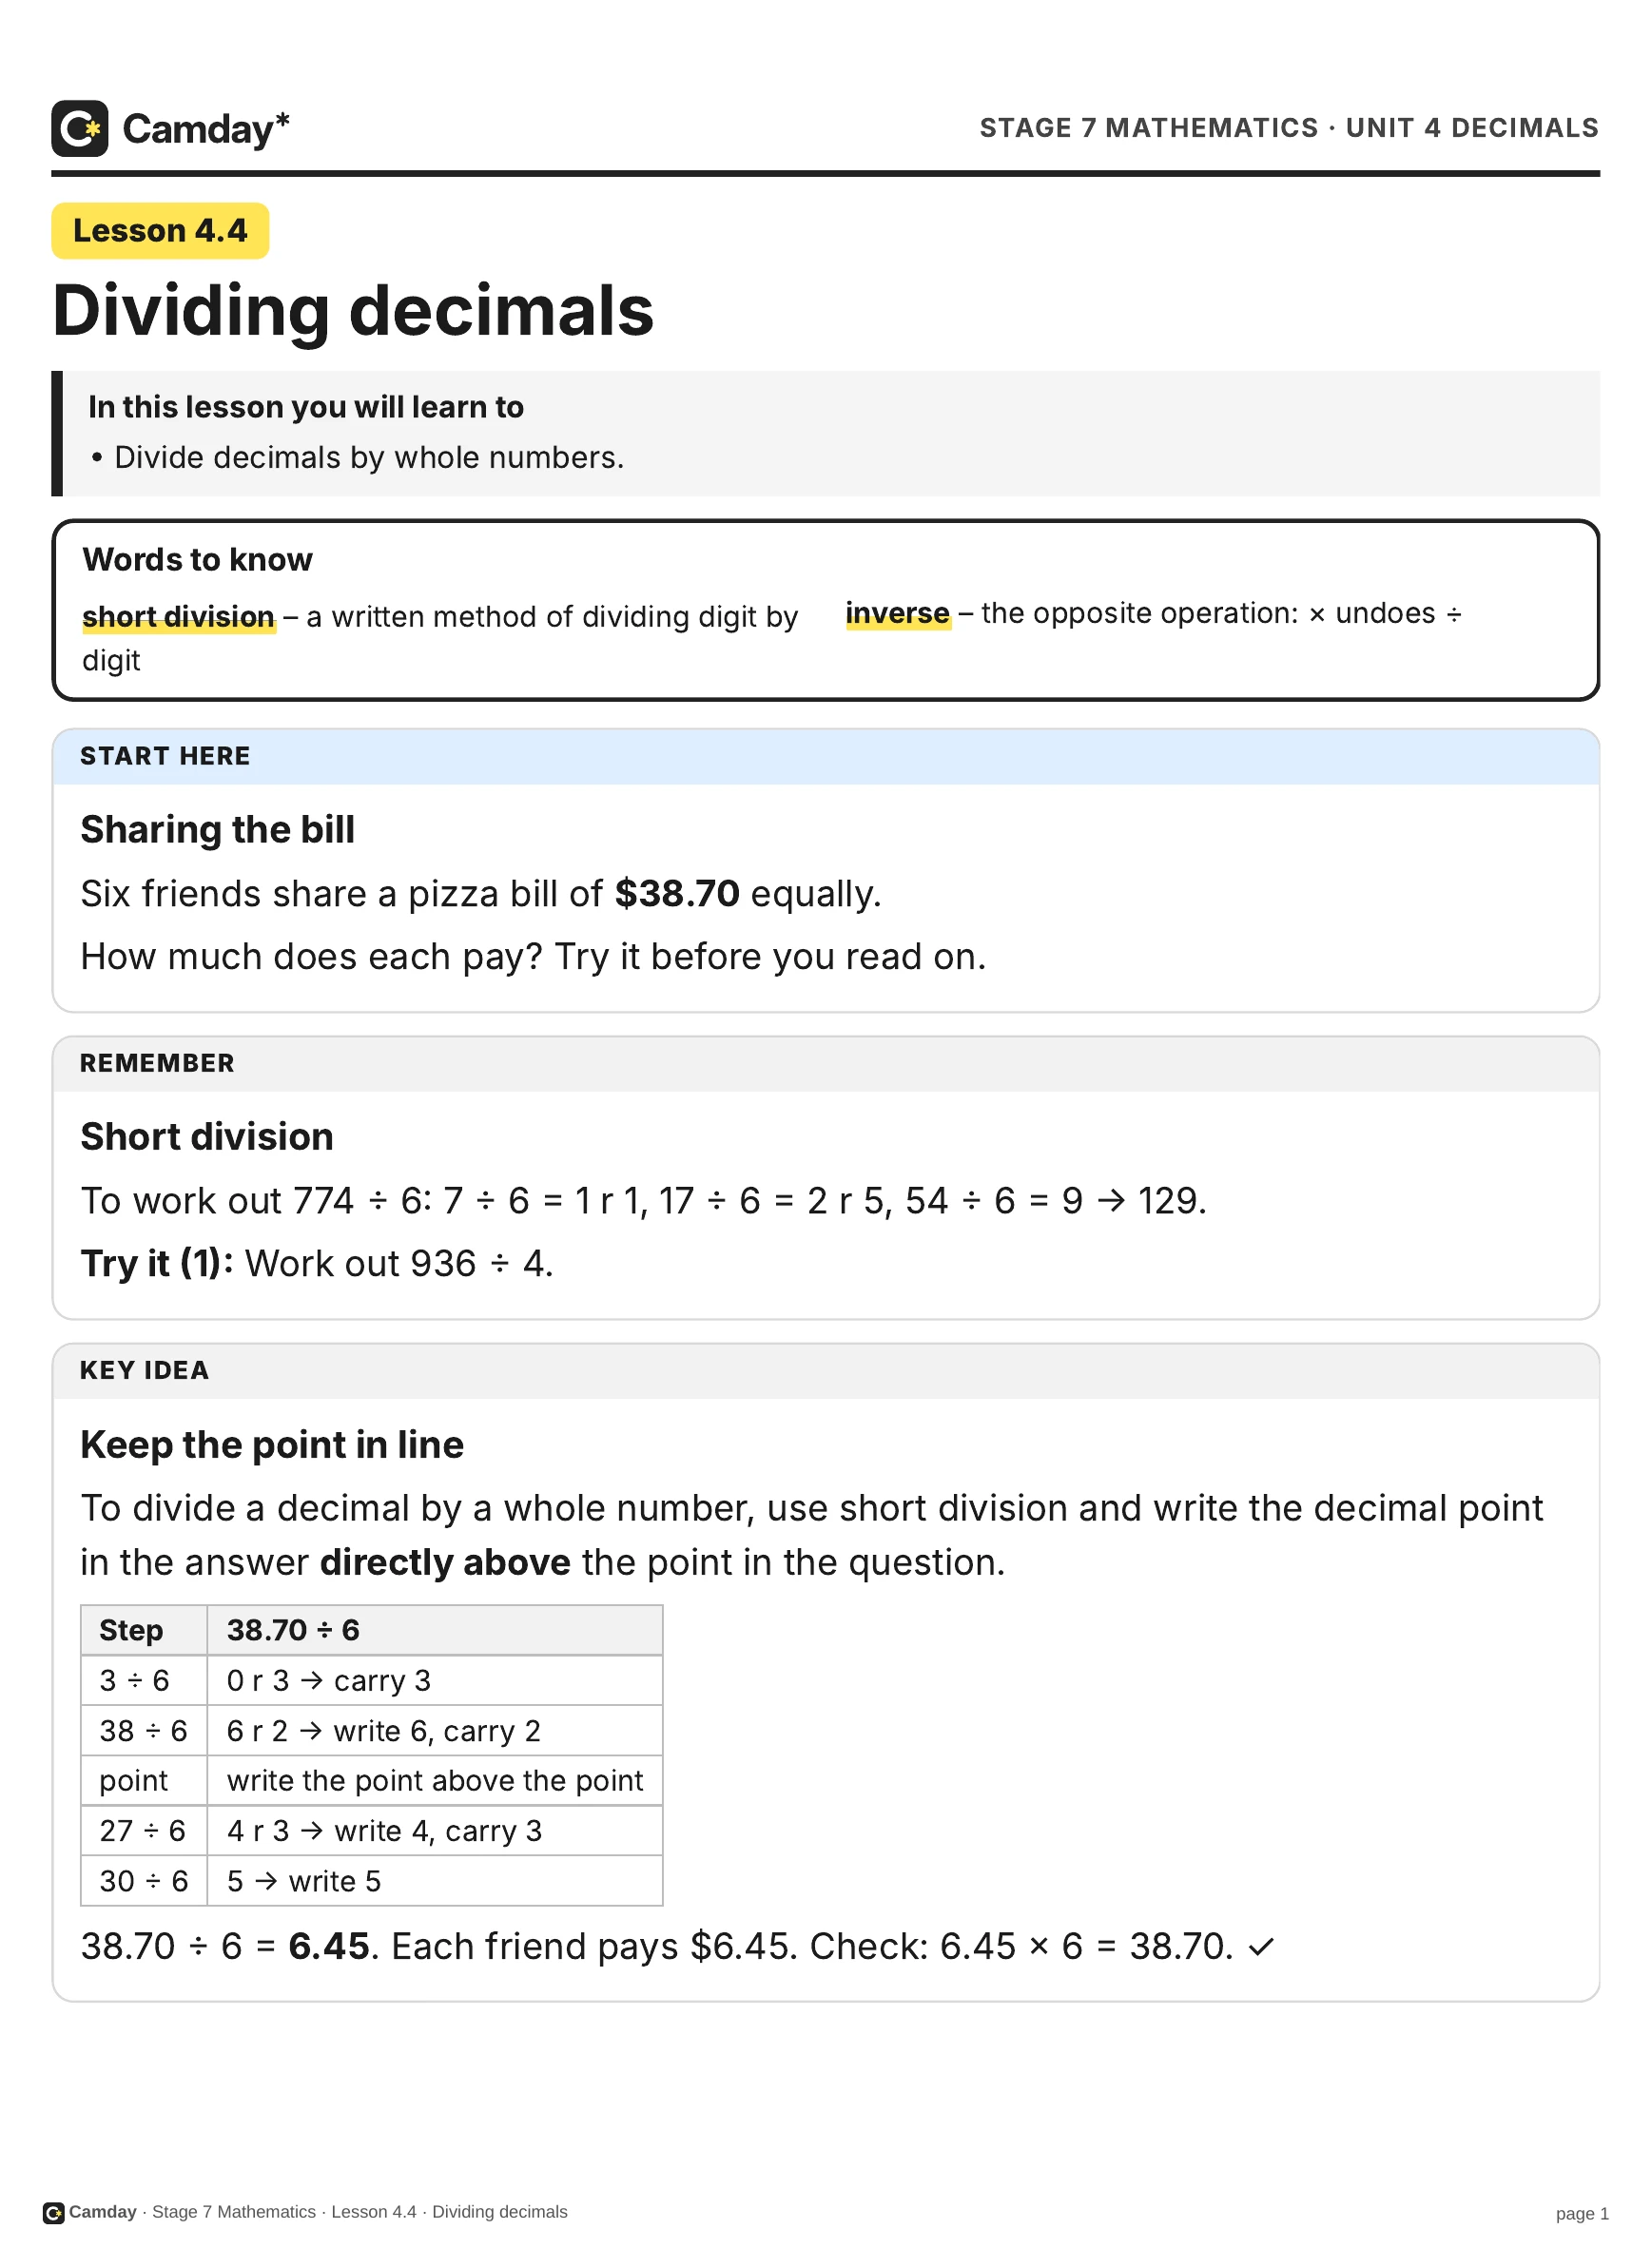 Camday*
STAGE 7 MATHEMATICS · UNIT 4 DECIMALS
Lesson 4.4
Dividing decimals
In this lesson you will learn to
• Divide decimals by whole numbers.
Words to know
short division – a written method of dividing digit by
digit
inverse – the opposite operation: × undoes ÷
START HERE
Sharing the bill
Six friends share a pizza bill of $38.70 equally.
How much does each pay? Try it before you read on.
REMEMBER
Short division
To work out 774 ÷ 6: 7 ÷ 6 = 1 r 1, 17 ÷ 6 = 2 r 5, 54 ÷ 6 = 9 → 129.
Try it (1): Work out 936 ÷ 4.
KEY IDEA
Keep the point in line
To divide a decimal by a whole number, use short division and write the decimal point
in the answer directly above the point in the question.
Step 38.70 ÷ 6
3 ÷ 6 0 r 3 → carry 3
38 ÷ 6 6 r 2 → write 6, carry 2
point write the point above the point
27 ÷ 6 4 r 3 → write 4, carry 3
30 ÷ 6 5 → write 5
38.70 ÷ 6 = 6.45. Each friend pays $6.45. Check: 6.45 × 6 = 38.70. ✓
Camday · Stage 7 Mathematics · Lesson 4.4 · Dividing decimals
page 1